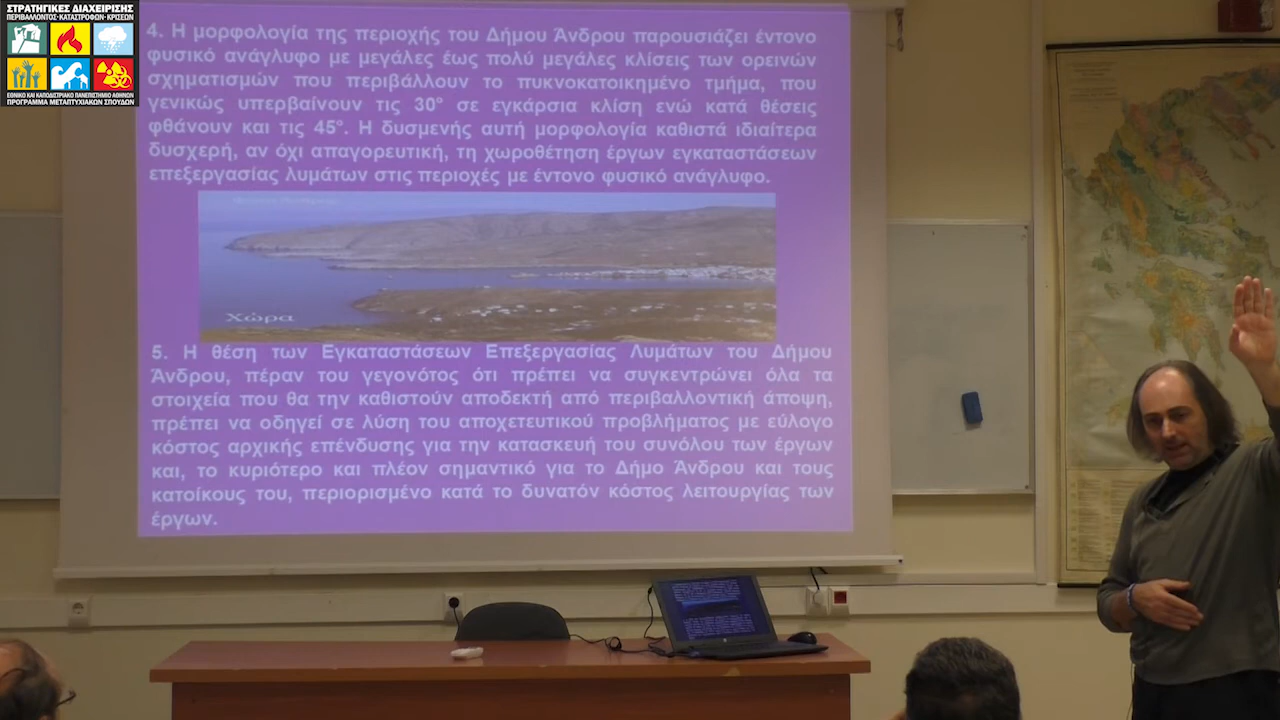 ΣΤΡΑΤΗΓΙΚΕΣ ΔΙΑΧΕΙΡΙΣΗΣ
ΠΕΡΙΒΑΛΛΟΝΤΟΣ·ΚΑΤΑΣΤΡΟΦΩΝ·ΚΡΙΣΕΩΝ
ΕΘΝΙΚΟ ΚΑΙ ΚΑΠΟΔΙΣΤΡΙΑΚΟ ΠΑΝΕΠΙΣΤΗΜΙΟ ΑΘΗΝΩΝ
ΠΡΟΓΡΑΜΜΑ ΜΕΤΑΠΤΥΧΙΑΚΩΝ ΣΠΟΥΔΩΝ
4. Η μορφολογία της περιοχής του Δήμου Άνδρου παρουσιάζει έντονο
φυσικό ανάγλυφο με μεγάλες έως πολύ μεγάλες κλίσεις των ορεινών
σχηματισμών που περιβάλλουν το πυκνοκατοικημένο τμήμα, που
γενικώς υπερβαίνουν τις 30° σε εγκάρσια κλίση ενώ κατά θέσεις
φθάνουν και τις 45°. Η δυσμενής αυτή μορφολογία καθιστά ιδιαίτερα
δυσχερή, αν όχι απαγορευτική, τη χωροθέτηση έργων εγκαταστάσεων
επεξεργασίας λυμάτων στις περιοχές με έντονο φυσικό ανάγλυφο.
Χώρα
5. Η θέση των Εγκαταστάσεων Επεξεργασίας Λυμάτων του Δήμου
Άνδρου, πέραν του γεγονότος ότι πρέπει να συγκεντρώνει όλα τα
στοιχεία που θα την καθιστούν αποδεκτή από περιβαλλοντική άποψη,
πρέπει να οδηγεί σε λύση του αποχετευτικού προβλήματος με εύλογο
κόστος αρχικής επένδυσης για την κατασκευή του συνόλου των έργων
και, το κυριότερο και πλέον σημαντικό για το Δήμο Άνδρου και τους
κατοίκους του, περιορισμένο κατά το δυνατόν κόστος λειτουργίας των
έργων.